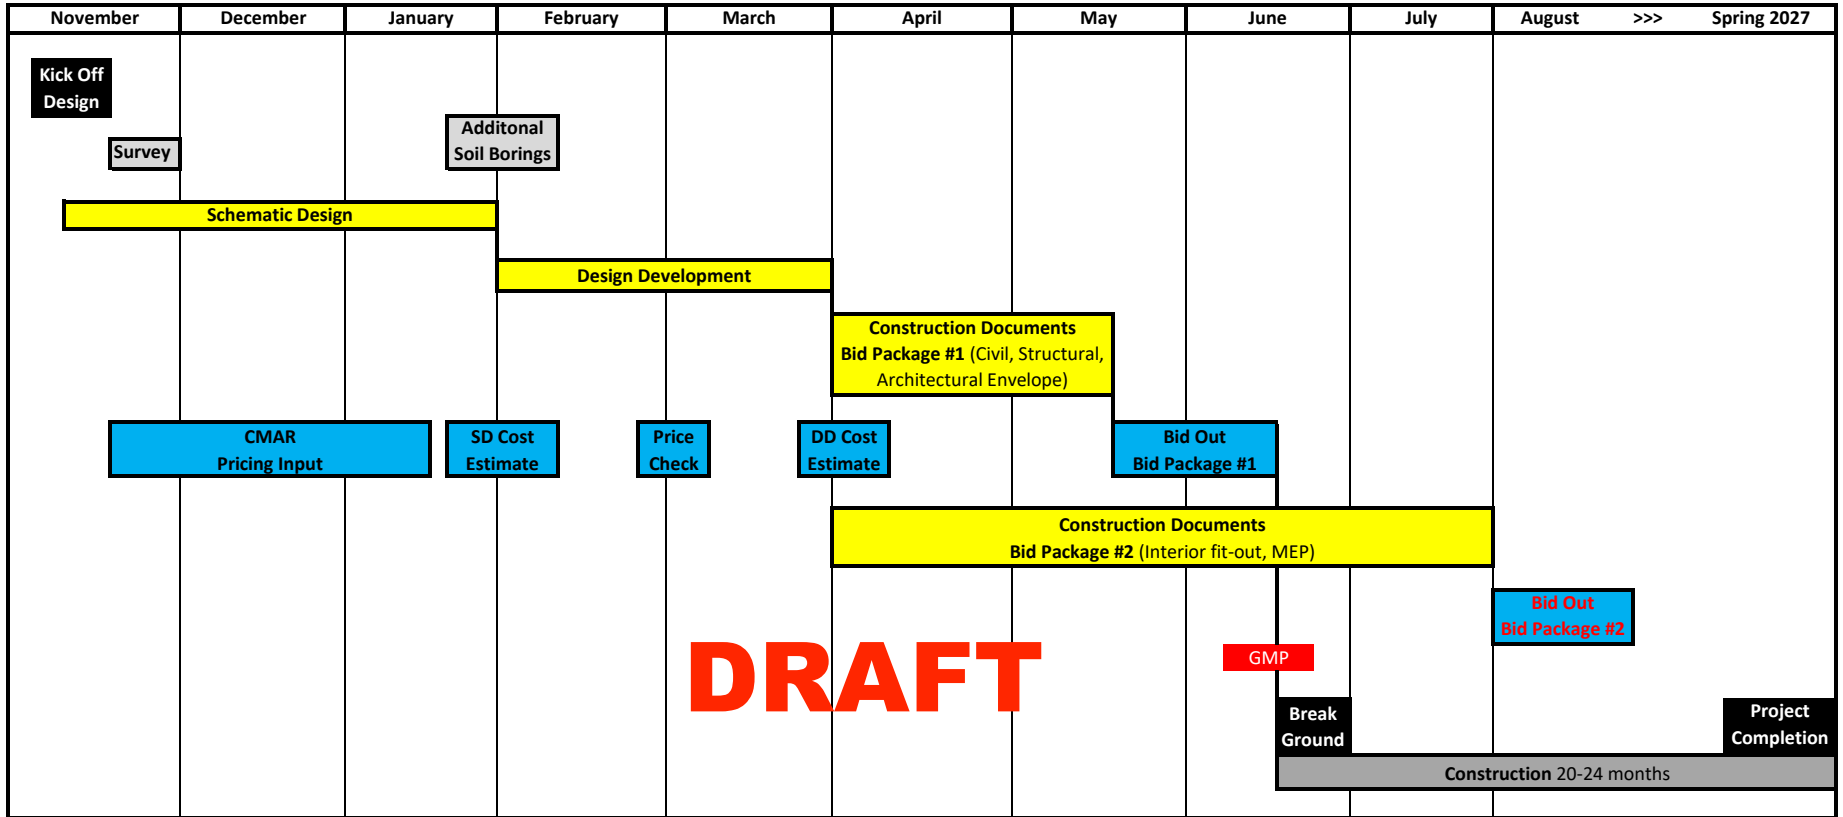 November December January February March April May June July August >>> Spring 2027
Kick Off
Design
Additonal
Soil Borings
Survey
Schematic Design
Design Development
Construction Documents
Bid Package #1 (Civil, Structural,
Architectural Envelope)
CMAR
Pricing Input
SD Cost
Estimate
Price
Check
DD Cost
Estimate
Bid Out
Bid Package #1
Construction Documents
Bid Package #2 (Interior fit-out, MEP)
Bid Out
Bid Package #2
DRAFT
GMP
Break
Ground
Project
Completion
Construction 20-24 months